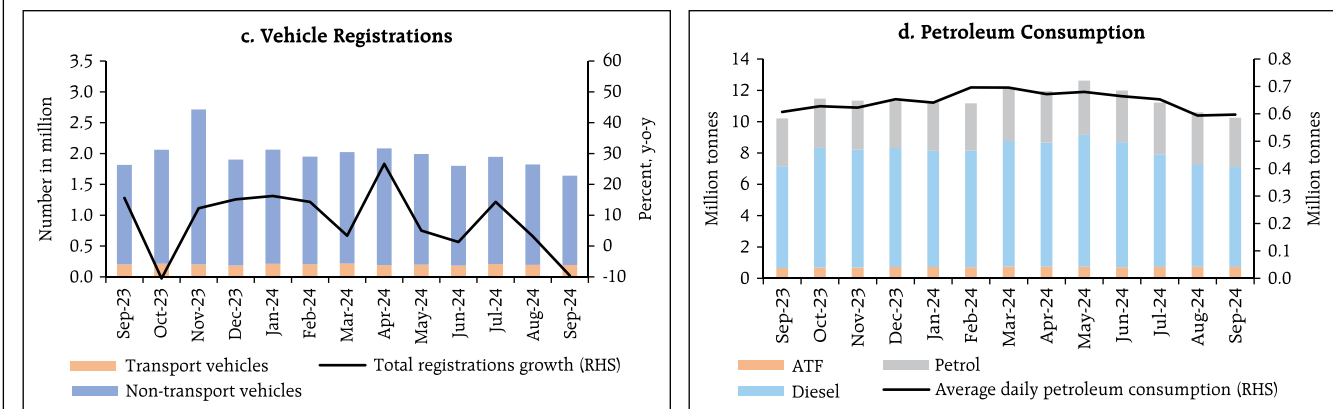 c. Vehicle Registrations
Number in million
3.5
3.0
2.5
2.0
1.5
1.0
0.5
0.0
60
50
40
30
20
10
0
-10
Percent, y-o-y
Sep-23
Oct-23
Nov-23
Dec-23
Jan-24
Feb-24
Mar-24
Apr-24
May-24
Jun-24
Jul-24
Aug-24
Sep-24
Transport vehicles
Total registrations growth (RHS)
Non-transport vehicles
d. Petroleum Consumption
Million tonnes
14
12
10
8
6
4
2
0
0.8
0.7
0.6
0.5
0.4
0.3
0.2
0.1
0.0
Million tonnes
Sep-23
Oct-23
Nov-23
Dec-23
Jan-24
Feb-24
Mar-24
Apr-24
May-24
Jun-24
Jul-24
Aug-24
Sep-24
ATF
Petrol
Diesel
Average daily petroleum consumption (RHS)